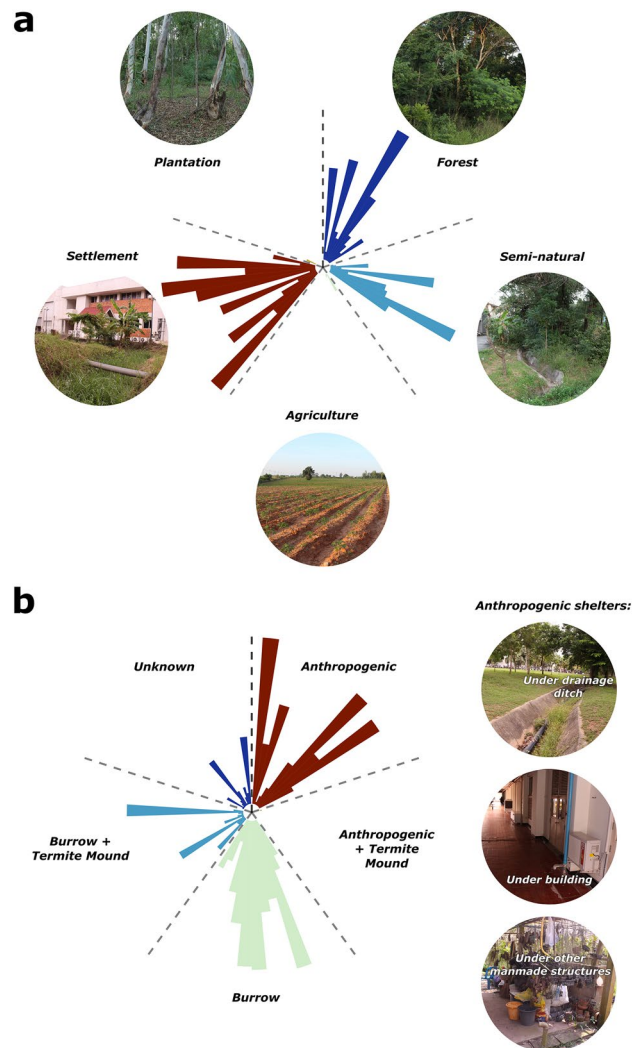 a
Plantation
Forest
Settlement
Semi-natural
Agriculture
b
Anthropogenic shelters:
Unknown
Anthropogenic
Under drainage
ditch
Burrow +
Termite Mound
Anthropogenic
+ Termite
Mound
Under building
Burrow
Under other
manmade structures